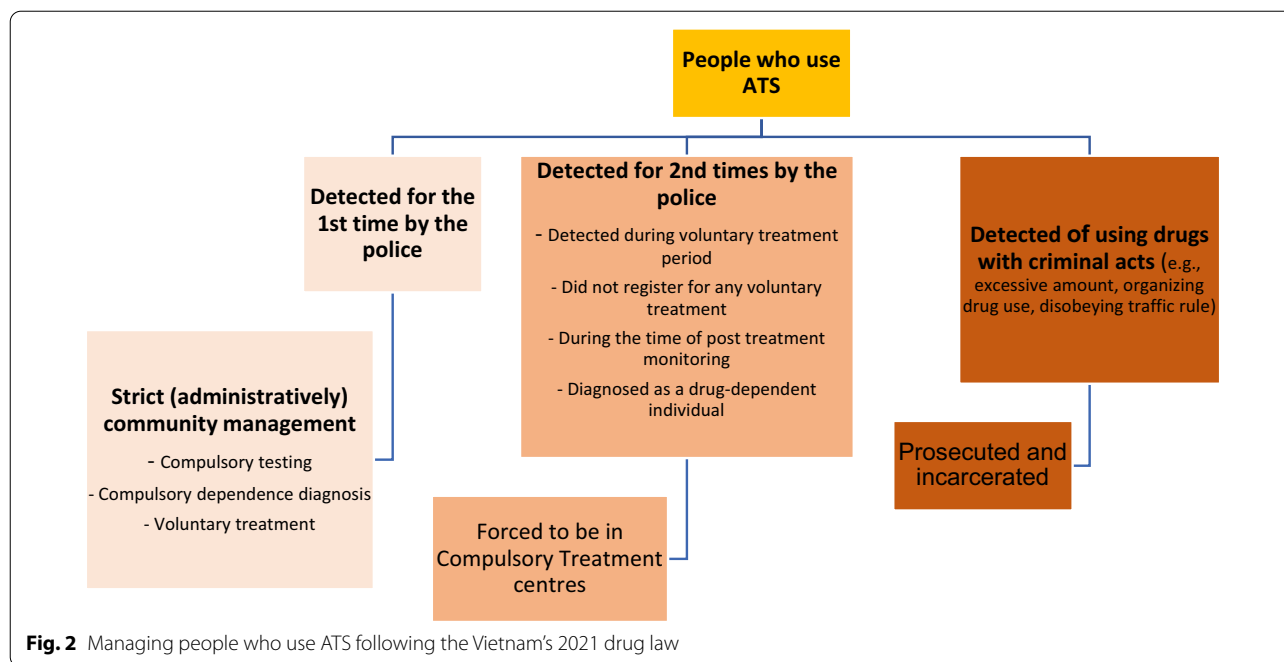 People who use
ATS
Detected for the
1st time by the
police
Strict (administratively)
community management
- Compulsory testing
- Compulsory dependence diagnosis
- Voluntary treatment
Detected for 2nd times by the
police
- Detected during voluntary treatment
period
- Did not register for any voluntary
treatment
- During the time of post treatment
monitoring
- Diagnosed as a drug-dependent
individual
Forced to be in
Compulsory Treatment
centres
Detected of using drugs
with criminal acts (e.g.,
excessive amount, organizing
drug use, disobeying traffic rule)
Prosecuted and
incarcerated
Fig. 2 Managing people who use ATS following the Vietnam's 2021 drug law